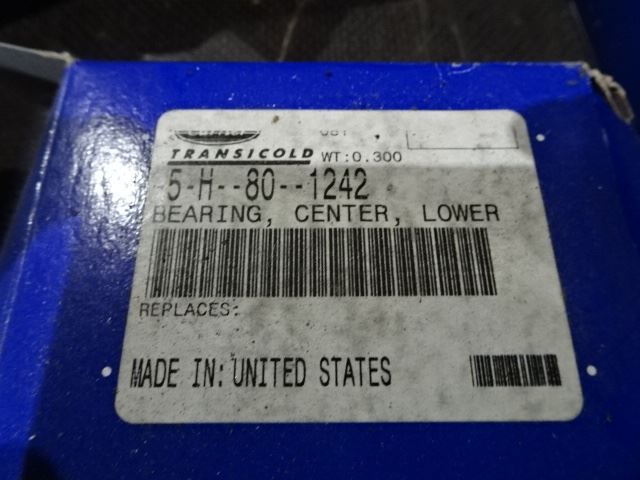 TRANSICOLD
WT:0.300
5-H--80--1242
BEARING, CENTER, LOWER
REPLACES:
MADE IN: UNITED STATES